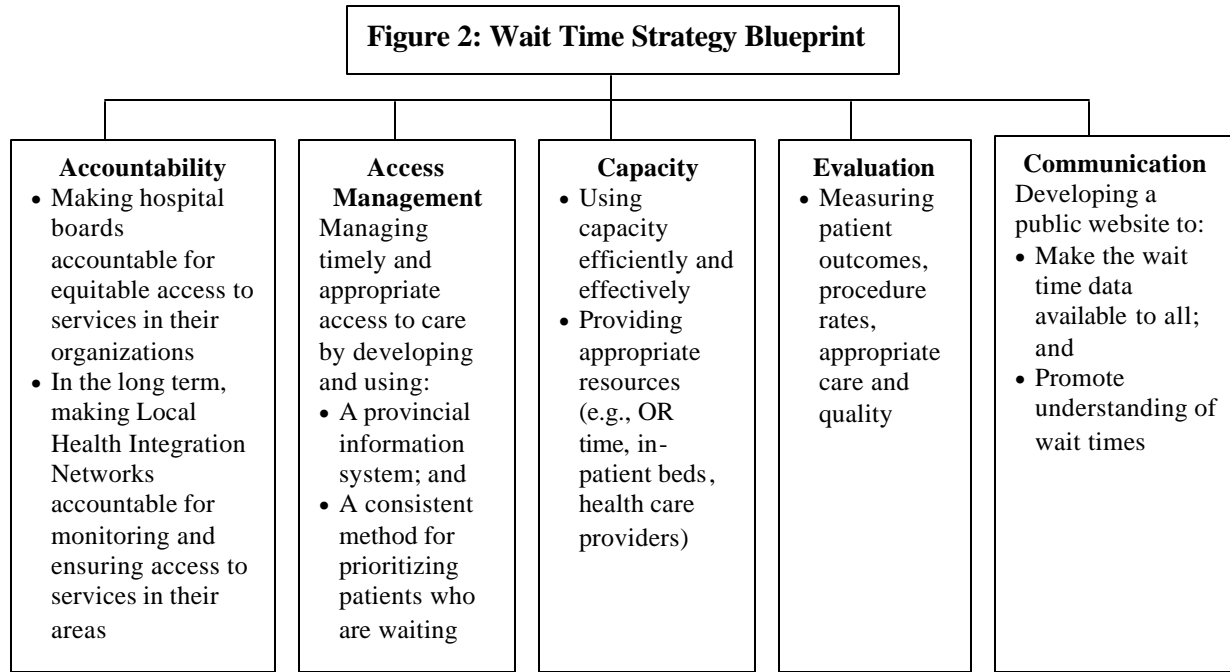 Figure 2: Wait Time Strategy Blueprint
Accountability
• Making hospital
boards
accountable for
equitable access to
services in their
organizations
• In the long term,
making Local
Health Integration
Networks
accountable for
monitoring and
ensuring access to
services in their
areas
Access
Management
Managing
timely and
appropriate
access to care
by developing
and using:
• A provincial
information
system; and
• A consistent
method for
prioritizing
patients who
are waiting
Capacity
• Using
capacity
efficiently and
effectively
• Providing
appropriate
resources
(e.g., OR
time, in-
patient beds,
health care
providers)
Evaluation
• Measuring
patient
outcomes,
procedure
rates,
appropriate
care and
quality
Communication
Developing a
public website to:
• Make the wait
time data
available to all;
and
• Promote
understanding of
wait times